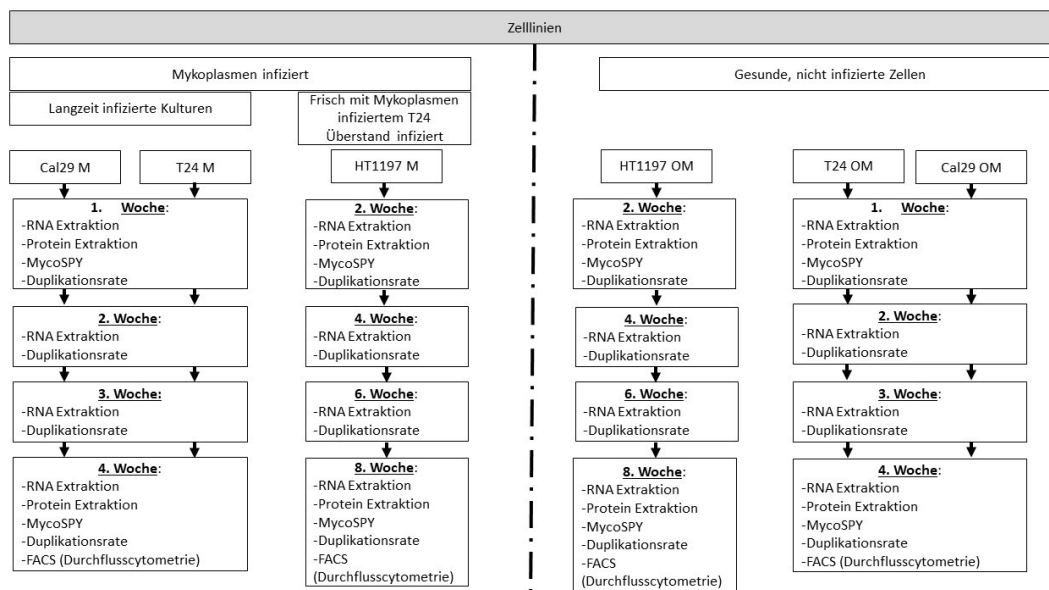 Zelllinien
Mykoplasmen infiziert
Gesunde, nicht infizierte Zellen
Langzeit infizierte Kulturen
Frisch mit Mykoplasmen
infiziertem T24
Überstand infiziert
Cal29 M
T24 M
HT1197 M
HT1197 OM
T24 OM
Cal29 OM
1. Woche:
-RNA Extraktion
-Protein Extraktion
-MycoSPY
-Duplikationsrate
2. Woche:
-RNA Extraktion
-Duplikationsrate
3. Woche:
-RNA Extraktion
-Duplikationsrate
4. Woche:
-RNA Extraktion
-Protein Extraktion
-MycoSPY
-Duplikationsrate
-FACS (Durchflusscytometrie)
2. Woche:
-RNA Extraktion
-Protein Extraktion
-MycoSPY
-Duplikationsrate
4. Woche:
-RNA Extraktion
-Duplikationsrate
6. Woche:
-RNA Extraktion
-Duplikationsrate
8. Woche:
-RNA Extraktion
-Protein Extraktion
-MycoSPY
-Duplikationsrate
-FACS
(Durchflusscytometrie)
2. Woche:
-RNA Extraktion
-Protein Extraktion
-MycoSPY
-Duplikationsrate
4. Woche:
-RNA Extraktion
-Duplikationsrate
6. Woche:
-RNA Extraktion
-Duplikationsrate
8. Woche:
-RNA Extraktion
-Protein Extraktion
-MycoSPY
-Duplikationsrate
-FACS
(Durchflusscytometrie)
1. Woche:
-RNA Extraktion
-Protein Extraktion
-MycoSPY
-Duplikationsrate
2. Woche:
-RNA Extraktion
-Duplikationsrate
3. Woche:
-RNA Extraktion
-Duplikationsrate
4. Woche:
-RNA Extraktion
-Protein Extraktion
-MycoSPY
-Duplikationsrate
-FACS (Durchflusscytometrie)